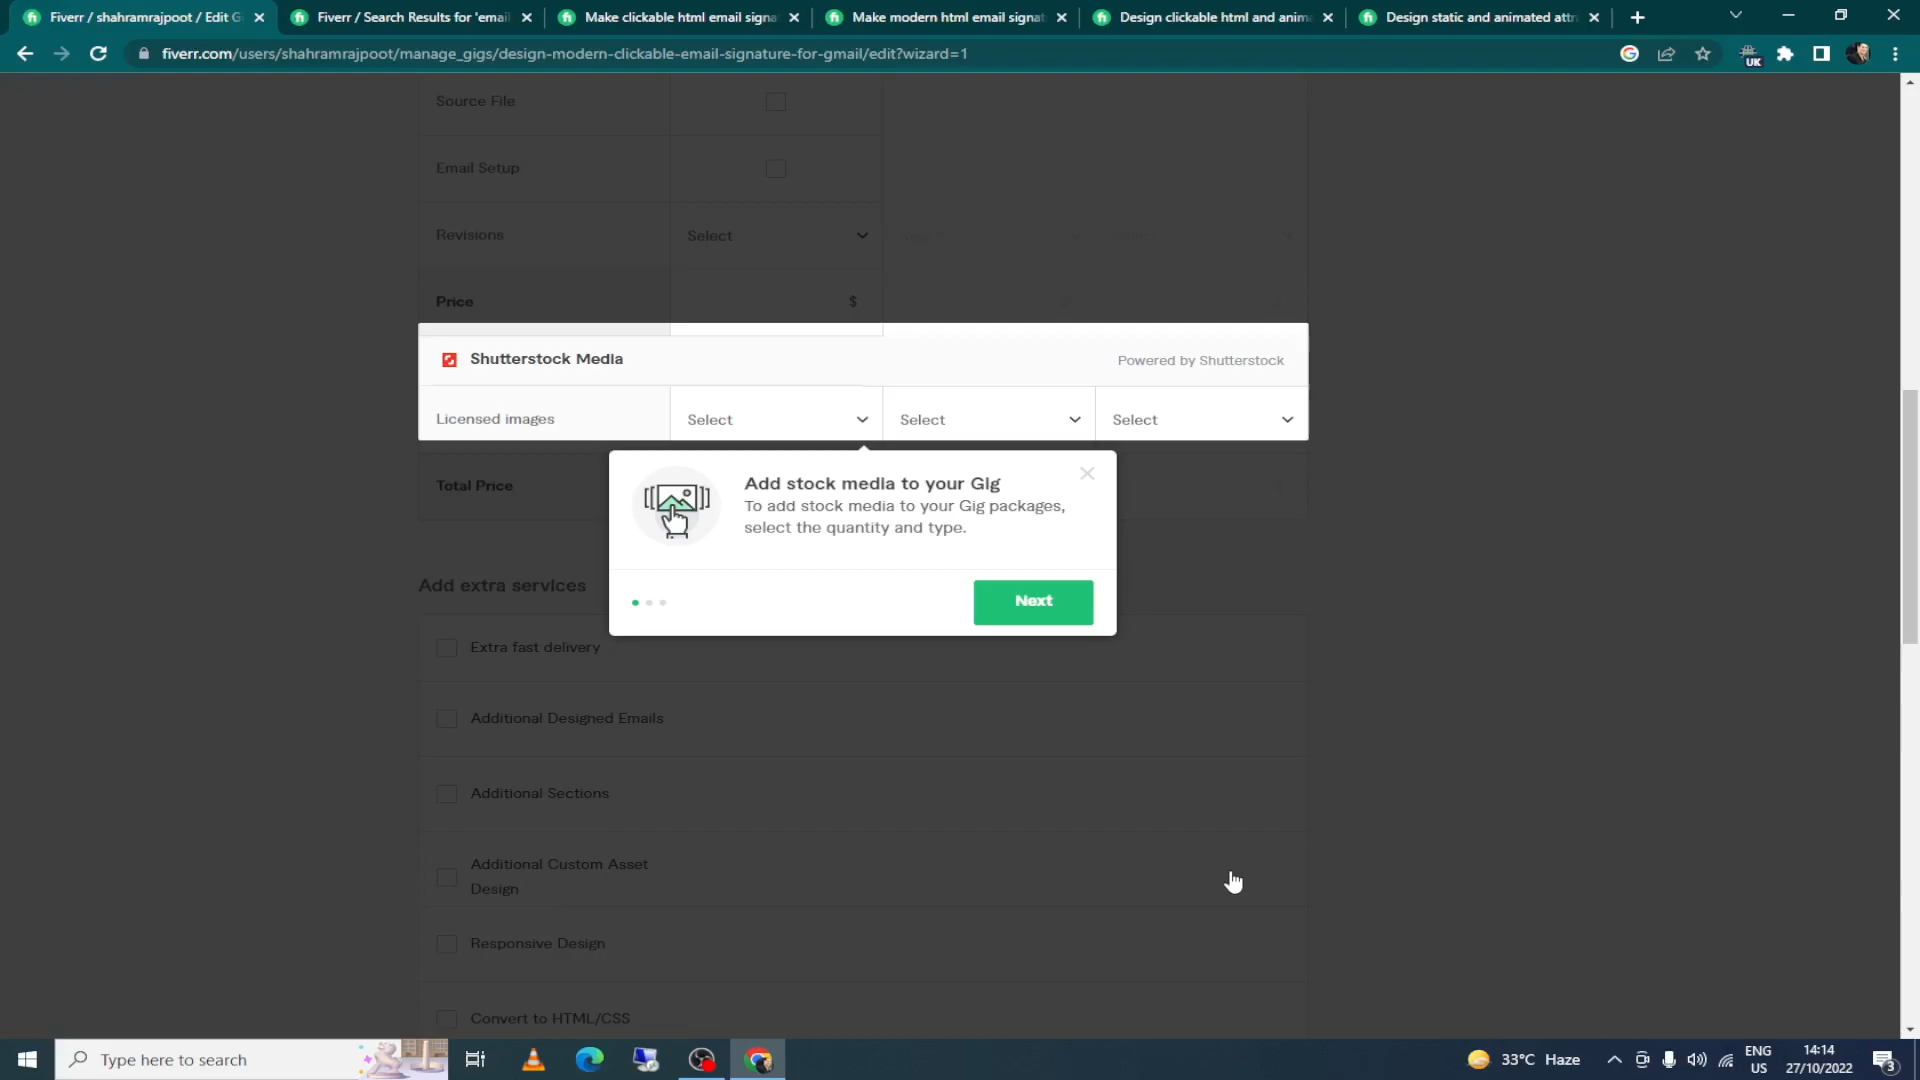 Fiverr / shahramrajpoot / Edit G
Fiverr / Search Results for 'email
Make clickable html email signa
Make modern html email signat
Design clickable html and anima
Design static and animated attr
fiverr.com/users/shahramrajpoot/manage_gigs/design-modern-clickable-email-signature-for-gmail/edit?wizard=1
UK
Source File
Email Setup
Revisions
Select
Price
$
Shutterstock Media
Powered by Shutterstock
Licensed images
Select
Select
Select
Total Price
Add stock media to your Gig
To add stock media to your Gig packages,
select the quantity and type.
Next
Add extra services
Extra fast delivery
Additional Designed Emails
Additional Sections
Additional Custom Asset
Design
Responsive Design
Convert to HTML/CSS
Type here to search
33°C Haze
ENG
US
14:14
27/10/2022
3